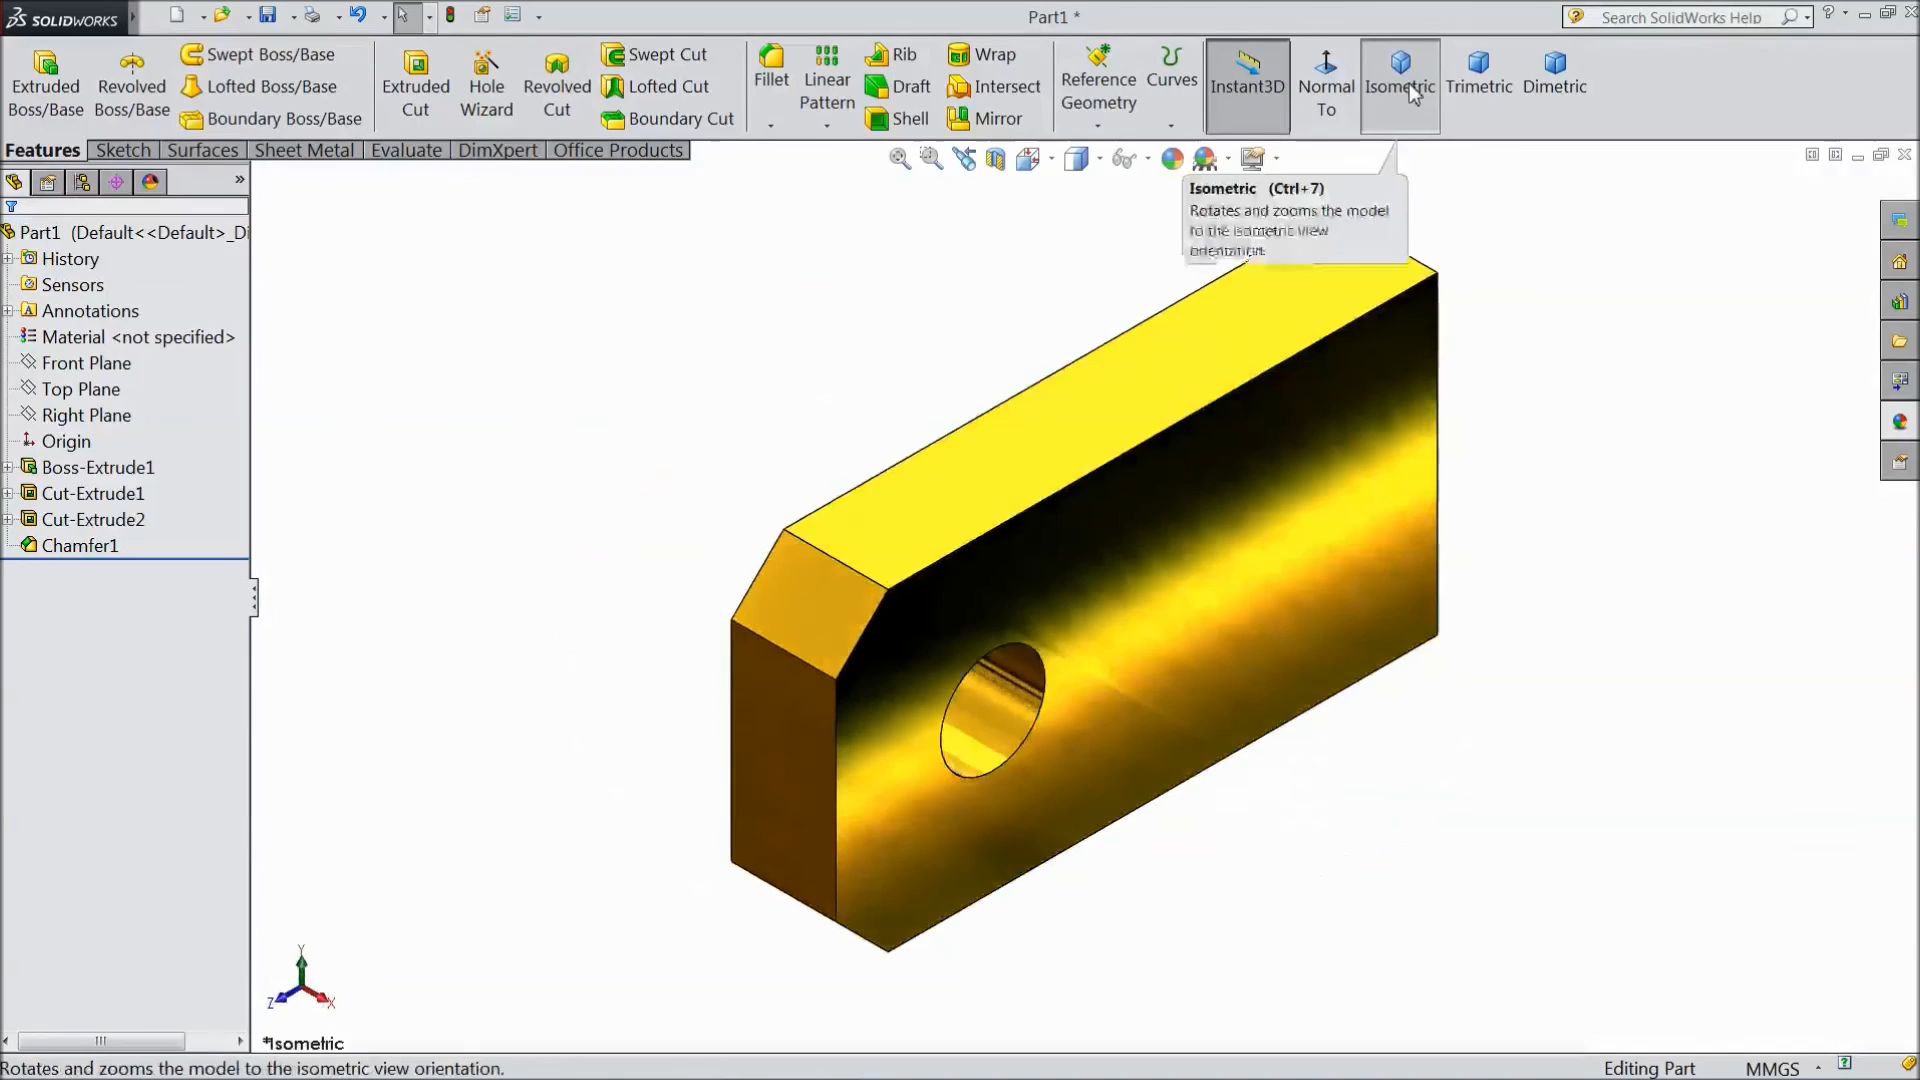 SOLIDWORKS
Part1 *
Search SolidWorks Help
Extruded Boss/Base
Revolved Boss/Base
Swept Boss/Base
Lofted Boss/Base
Boundary Boss/Base
Extruded Cut
Hole Wizard
Revolved Cut
Swept Cut
Lofted Cut
Boundary Cut
Fillet
Linear Pattern
Rib
Draft
Shell
Wrap
Intersect
Mirror
Reference Geometry
Curves
Instant3D
Normal To
Isometric
Trimetric
Dimetric
Features
Sketch
Surfaces
Sheet Metal
Evaluate
DimXpert
Office Products
Isometric (Ctrl+7)
Rotates and zooms the model
to the isometric view
orientation.
Part1 (Default<<Default>_Di
History
Sensors
A Annotations
Material <not specified>
Front Plane
Top Plane
Right Plane
Origin
Boss-Extrude1
Cut-Extrude1
Cut-Extrude2
Chamfer1
Y
Z
X
*Isometric
Rotates and zooms the model to the isometric view orientation.
Editing Part
MMGS